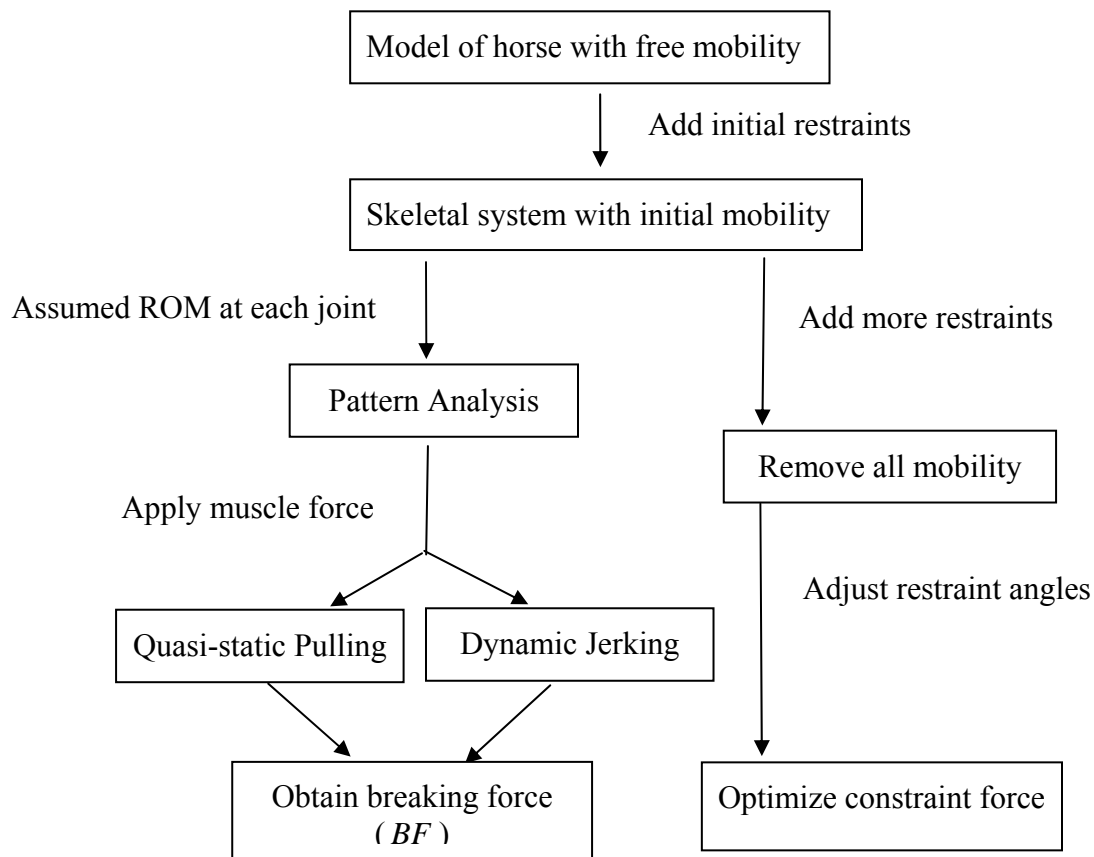 Model of horse with free mobility
Add initial restraints
Skeletal system with initial mobility
Assumed ROM at each joint
Add more restraints
Pattern Analysis
Remove all mobility
Apply muscle force
Adjust restraint angles
Quasi-static Pulling
Dynamic Jerking
Obtain breaking force
( BF )
Optimize constraint force